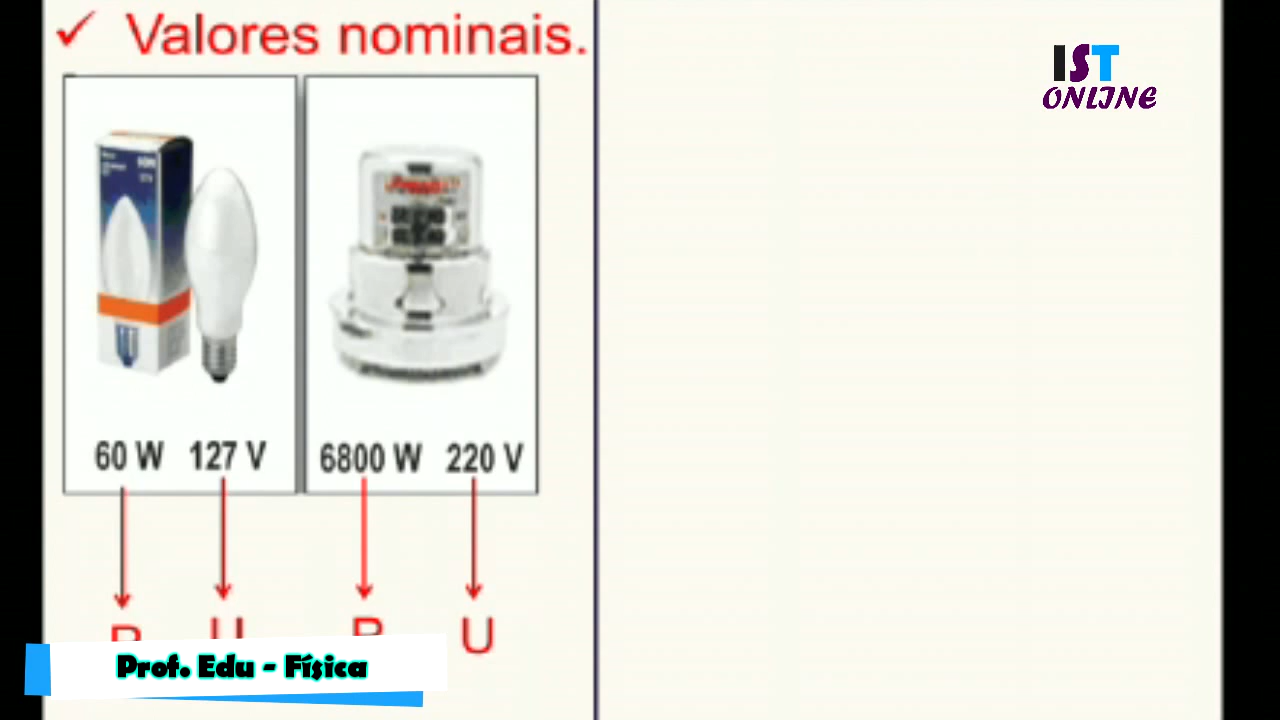 ✓ Valores nominais.
IST
ONLINE
60 W 127 V
6800 W 220 V
P U P U
Prof. Edu - Física